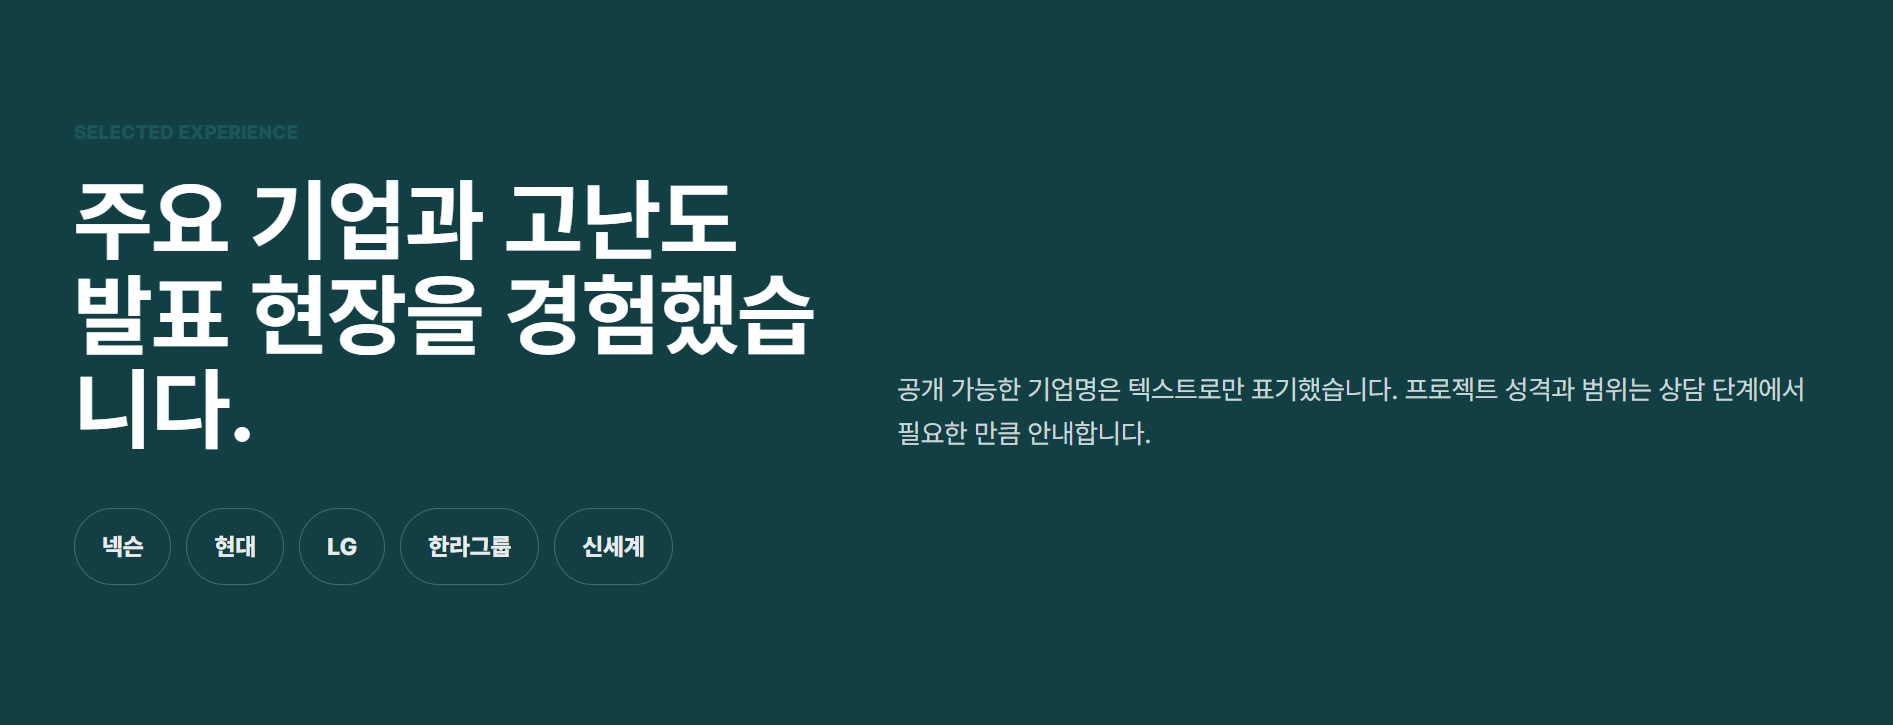 SELECTED EXPERIENCE
주요 기업과 고난도
발표 현장을 경험했습
니다.
공개 가능한 기업명은 텍스트로만 표기했습니다. 프로젝트 성격과 범위는 상담 단계에서
필요한 만큼 안내합니다.
넥슨
현대
LG
한라그룹
신세계